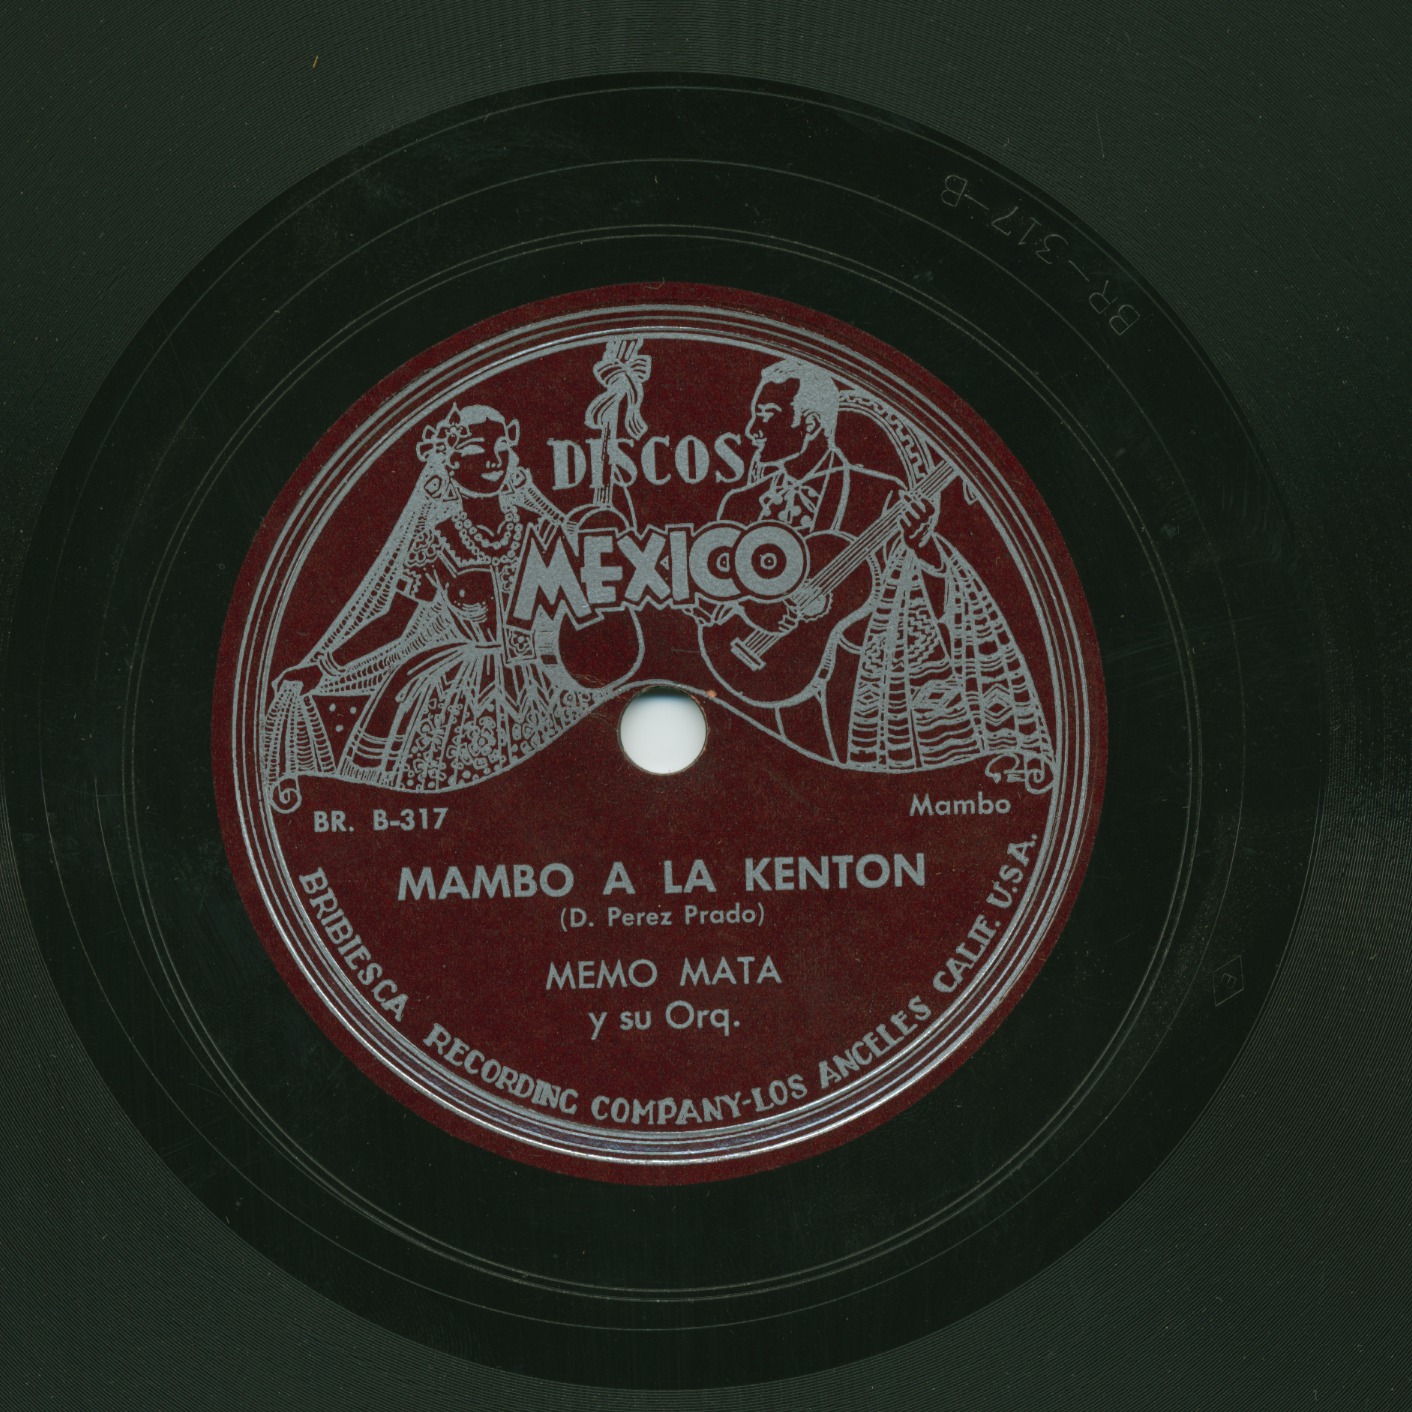 DISCOS
MEXICO
BR. B-317
Mambo
MAMBO A LA KENTON
(D. Perez Prado)
MEMO MATA
y su Orq.
BRIBIESCA RECORDING COMPANY-LOS ANGELES CALIF. U.S.A.
BR-317-B